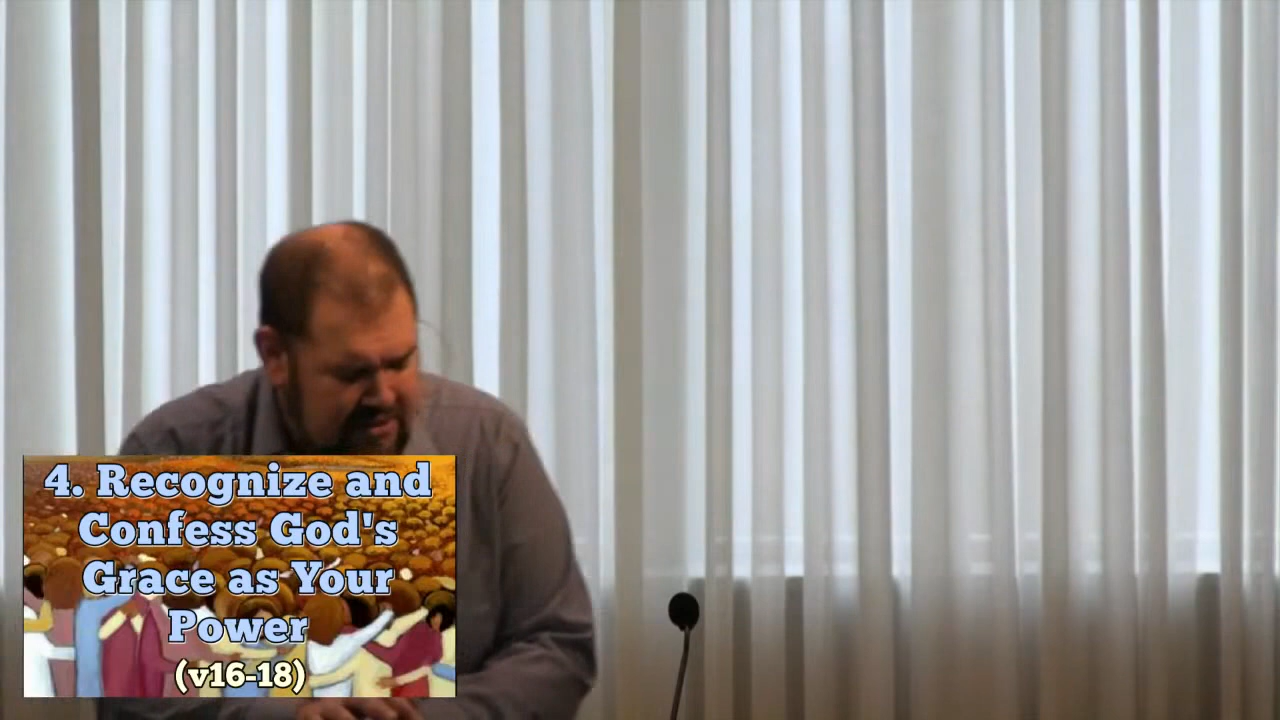 4. Recognize and
Confess God's
Grace as Your
Power
(v16-18)